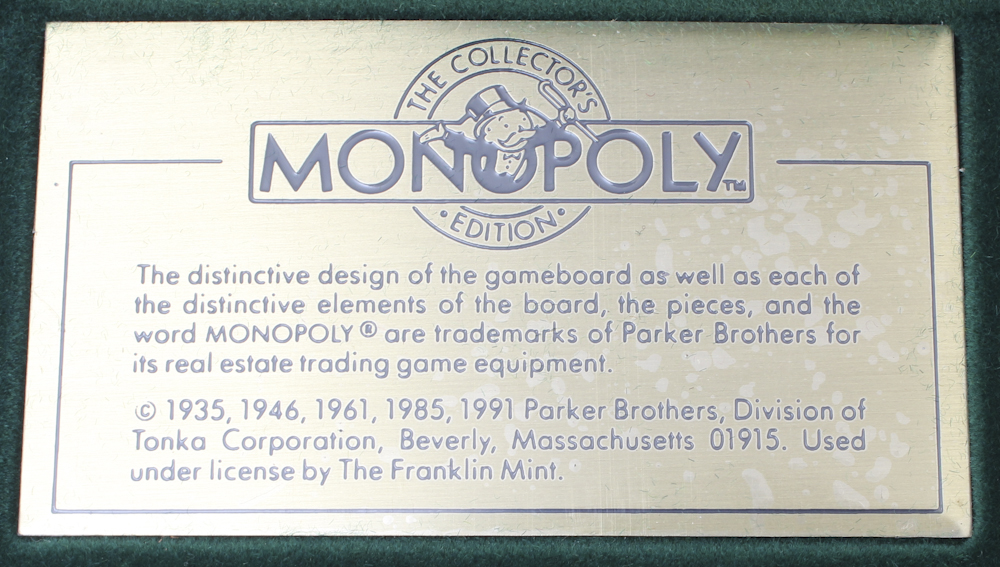 THE COLLECTOR'S
MONOPOLY™
• EDITION •
The distinctive design of the gameboard as well as each of
the distinctive elements of the board, the pieces, and the
word MONOPOLY® are trademarks of Parker Brothers for
its real estate trading game equipment.
© 1935, 1946, 1961, 1985, 1991 Parker Brothers, Division of
Tonka Corporation, Beverly, Massachusetts 01915. Used
under license by The Franklin Mint.